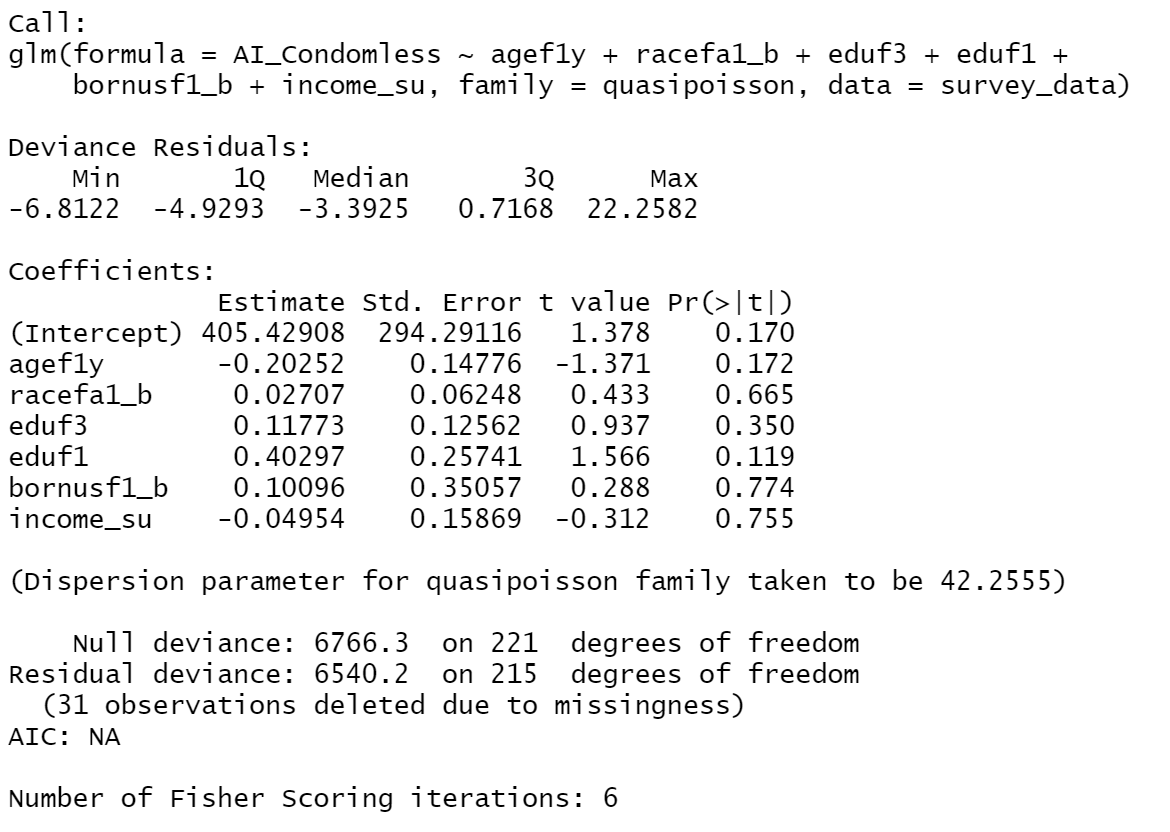 Call:
glm(formula = AI_Condomless ~ agef1y + racefa1_b + eduf3 + eduf1 +
    bornusf1_b + income_su, family = quasipoisson, data = survey_data)

Deviance Residuals:
    Min       1Q   Median       3Q      Max
-6.8122  -4.9293  -3.3925   0.7168  22.2582

Coefficients:
             Estimate Std. Error t value Pr(>|t|)
(Intercept) 405.42908  294.29116   1.378    0.170
agef1y       -0.20252    0.14776  -1.371    0.172
racefa1_b     0.02707    0.06248   0.433    0.665
eduf3         0.11773    0.12562   0.937    0.350
eduf1         0.40297    0.25741   1.566    0.119
bornusf1_b    0.10096    0.35057   0.288    0.774
income_su    -0.04954    0.15869  -0.312    0.755

(Dispersion parameter for quasipoisson family taken to be 42.2555)

    Null deviance: 6766.3  on 221  degrees of freedom
Residual deviance: 6540.2  on 215  degrees of freedom
  (31 observations deleted due to missingness)
AIC: NA

Number of Fisher Scoring iterations: 6